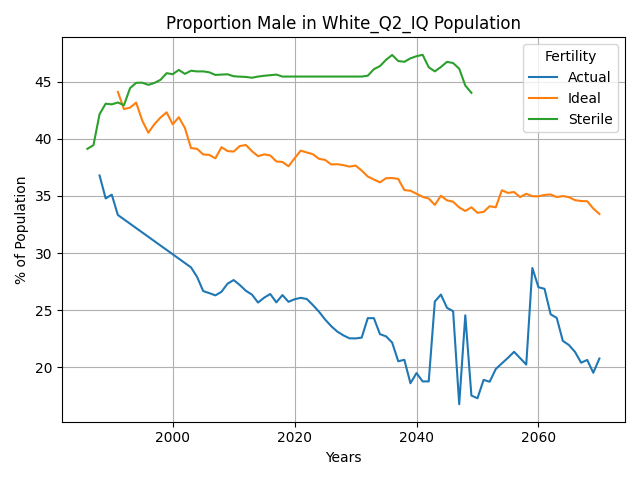 Proportion Male in White_Q2_IQ Population
% of Population
45
40
35
30
25
20
2000
2020
2040
2060
Years
Fertility
Actual
Ideal
Sterile